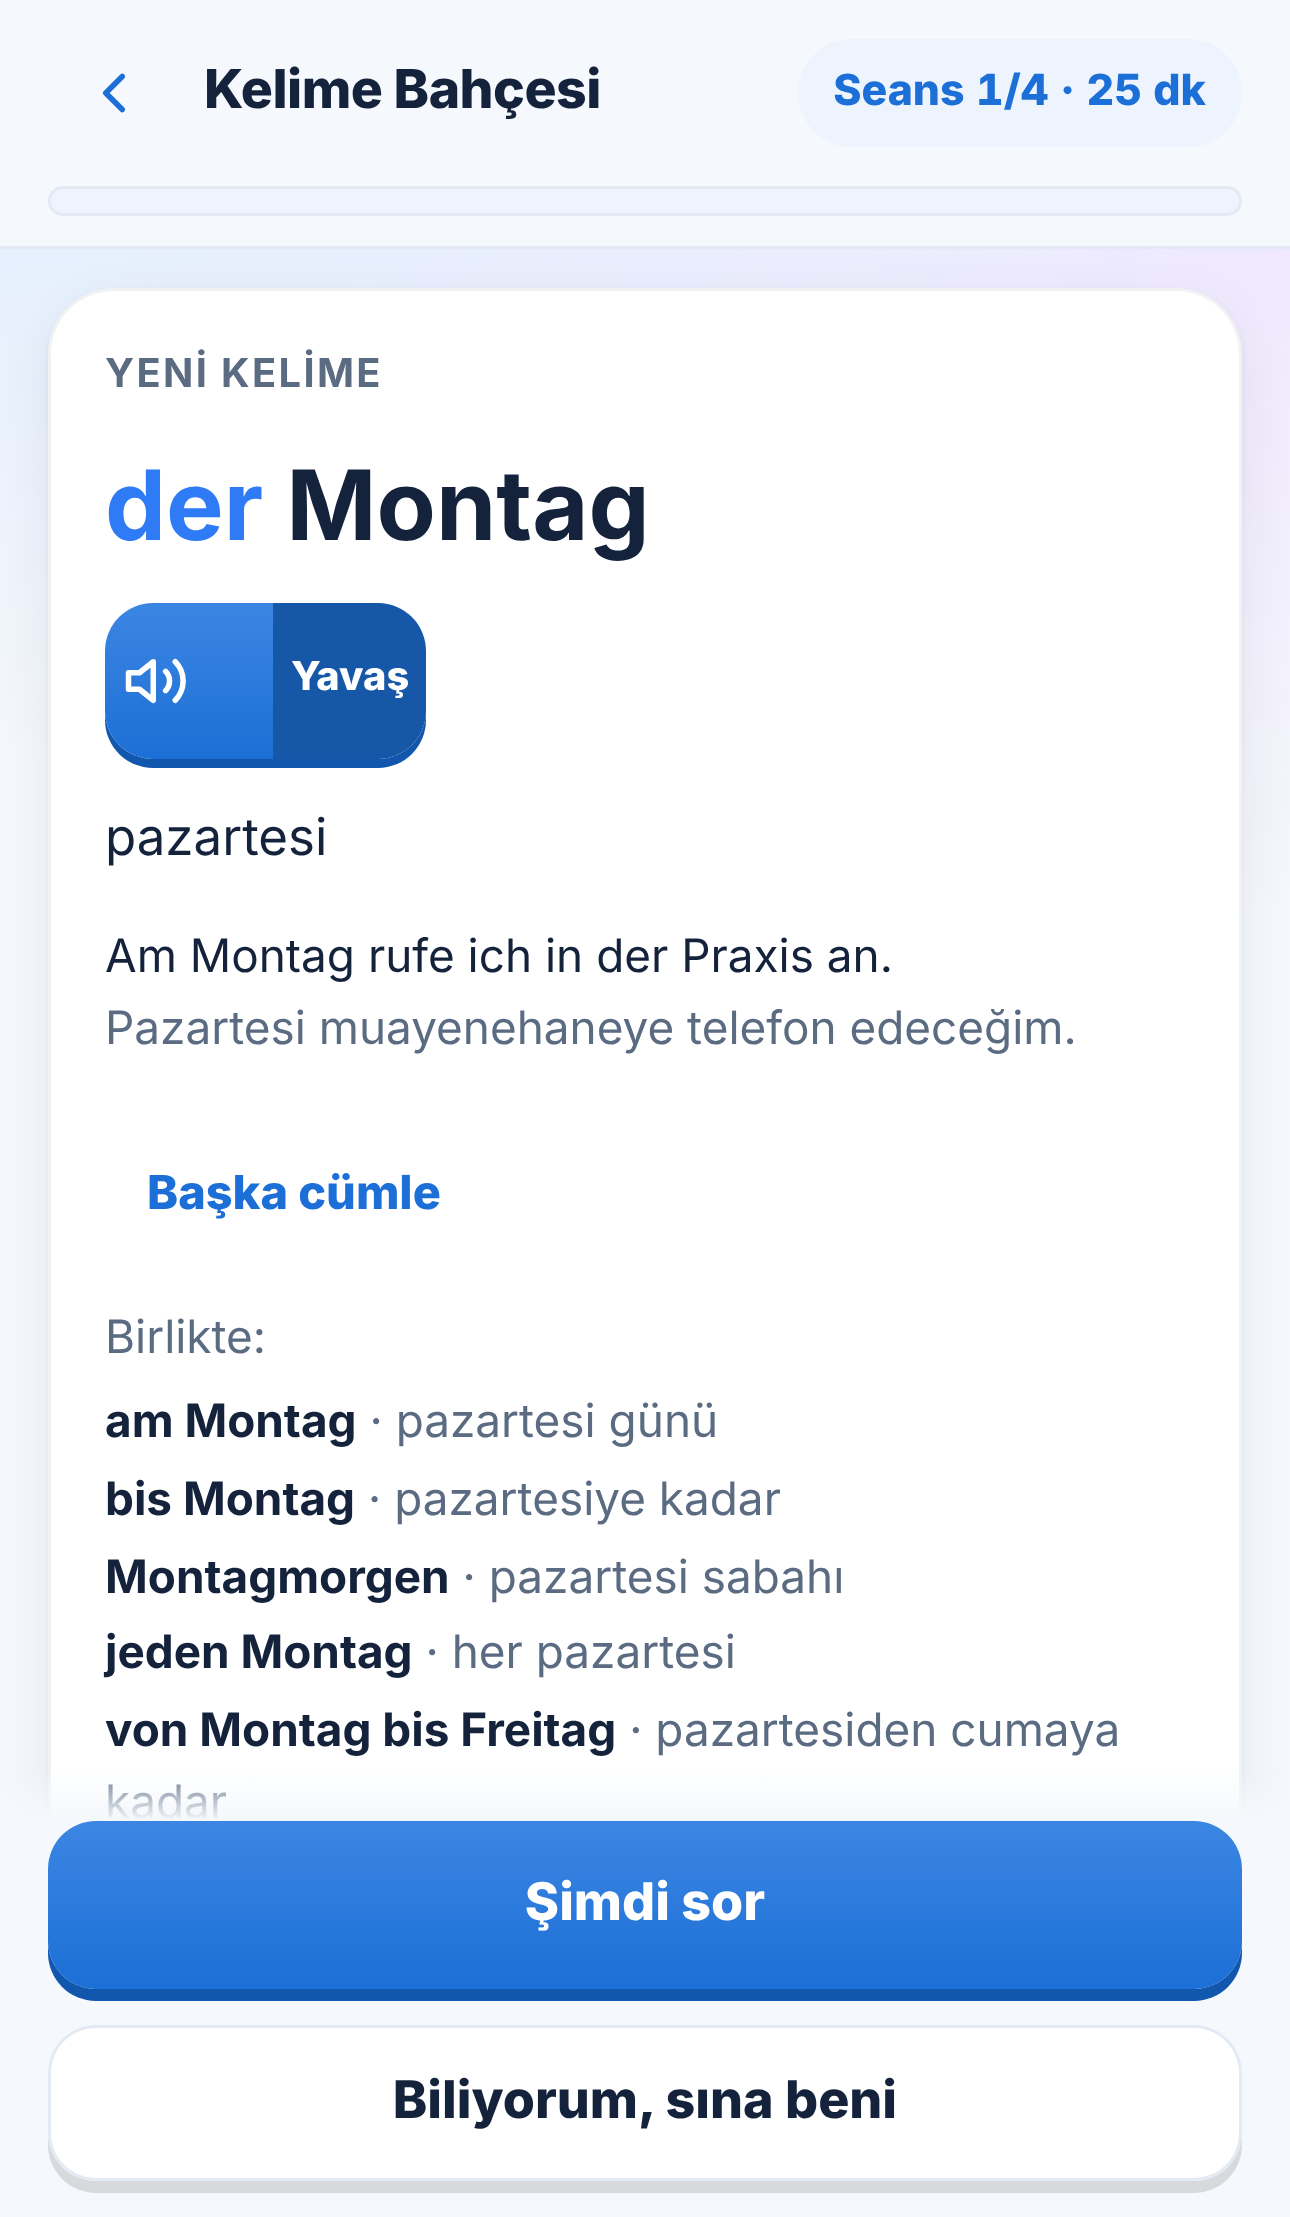 Kelime Bahçesi
Seans 1/4 · 25 dk
YENİ KELİME
der Montag
Yavaş
pazartesi
Am Montag rufe ich in der Praxis an.
Pazartesi muayenehaneye telefon edeceğim.
Başka cümle
Birlikte:
am Montag · pazartesi günü
bis Montag · pazartesiye kadar
Montagmorgen · pazartesi sabahı
jeden Montag · her pazartesi
von Montag bis Freitag · pazartesiden cumaya
kadar
Şimdi sor
Biliyorum, sına beni